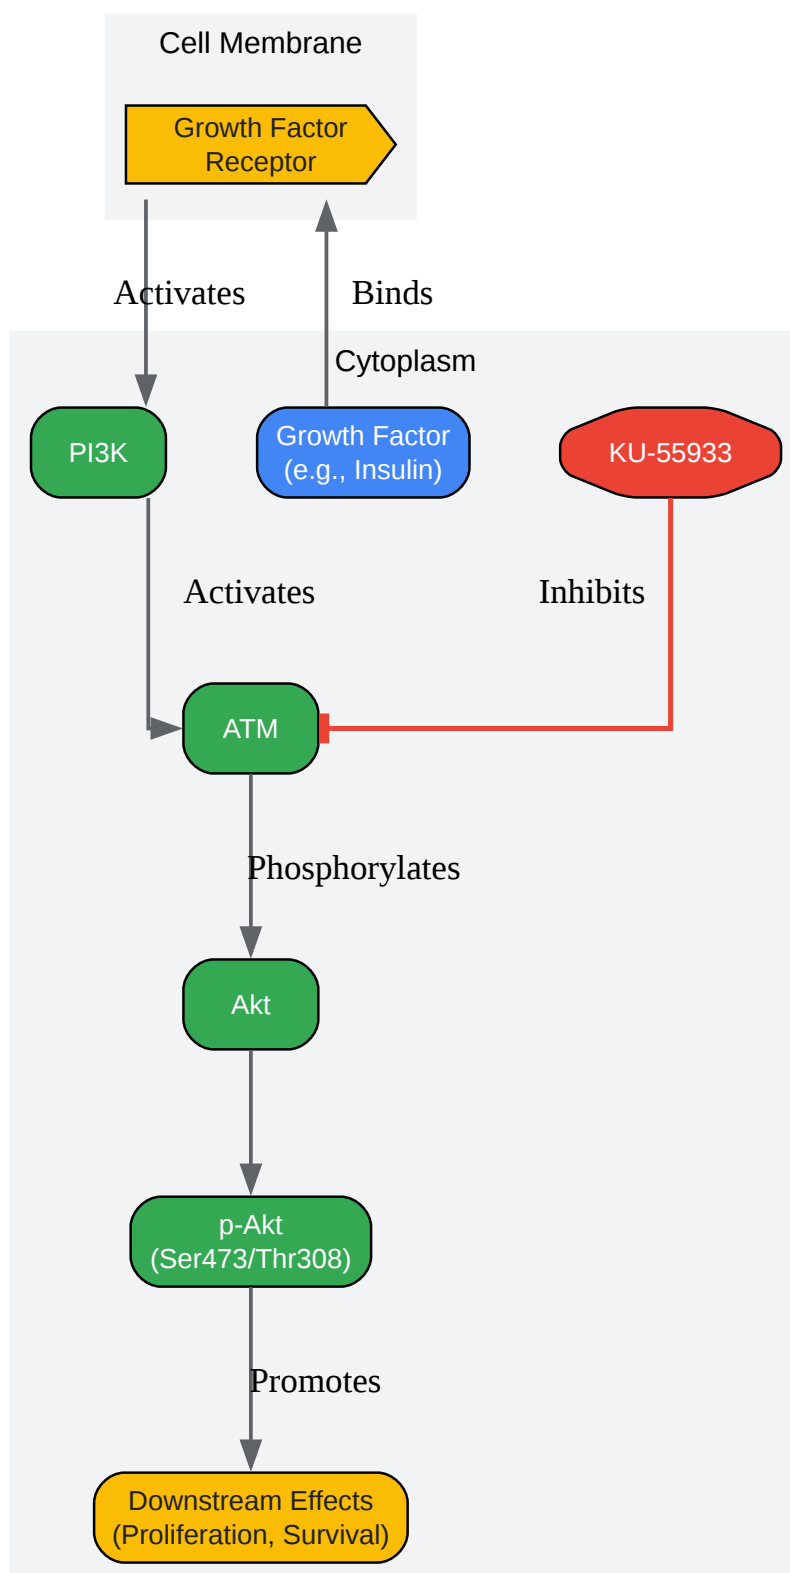 Cell Membrane
Growth Factor
Receptor
Activates
Binds
Cytoplasm
PI3K
Growth Factor
(e.g., Insulin)
KU-55933
Activates
Inhibits
ATM
Phosphorylates
Akt
p-Akt
(Ser473/Thr308)
Promotes
Downstream Effects
(Proliferation, Survival)